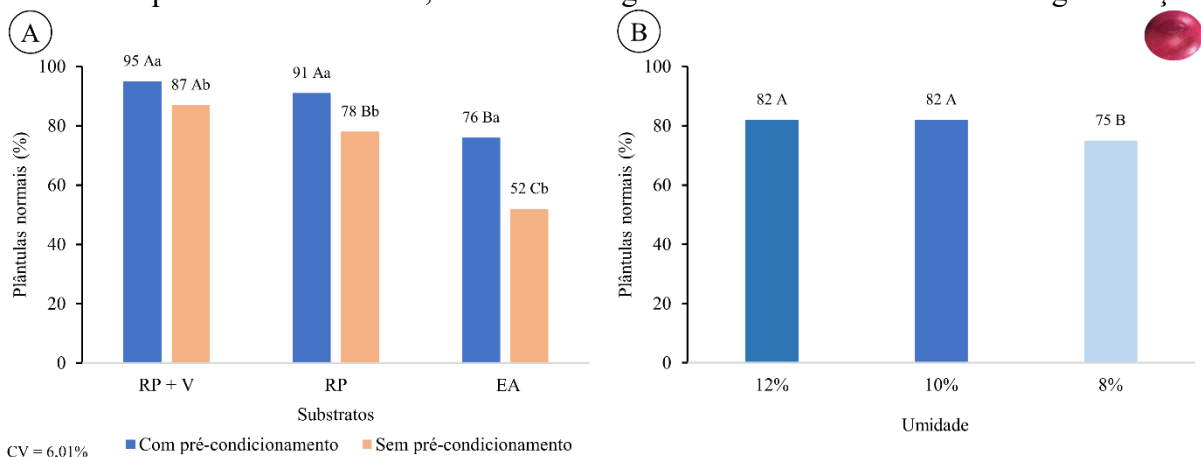 A
100
80
60
40
20
0
Plântulas normais (%)
95 Aa
87 Ab
91 Aa
78 Bb
76 Ba
52 Cb
RP + V RP EA
Substratos
CV = 6,01%
Com pré-condicionamento Sem pré-condicionamento
B
100
80
60
40
20
0
Plântulas normais (%)
82 A
82 A
75 B
12% 10% 8%
Umidade